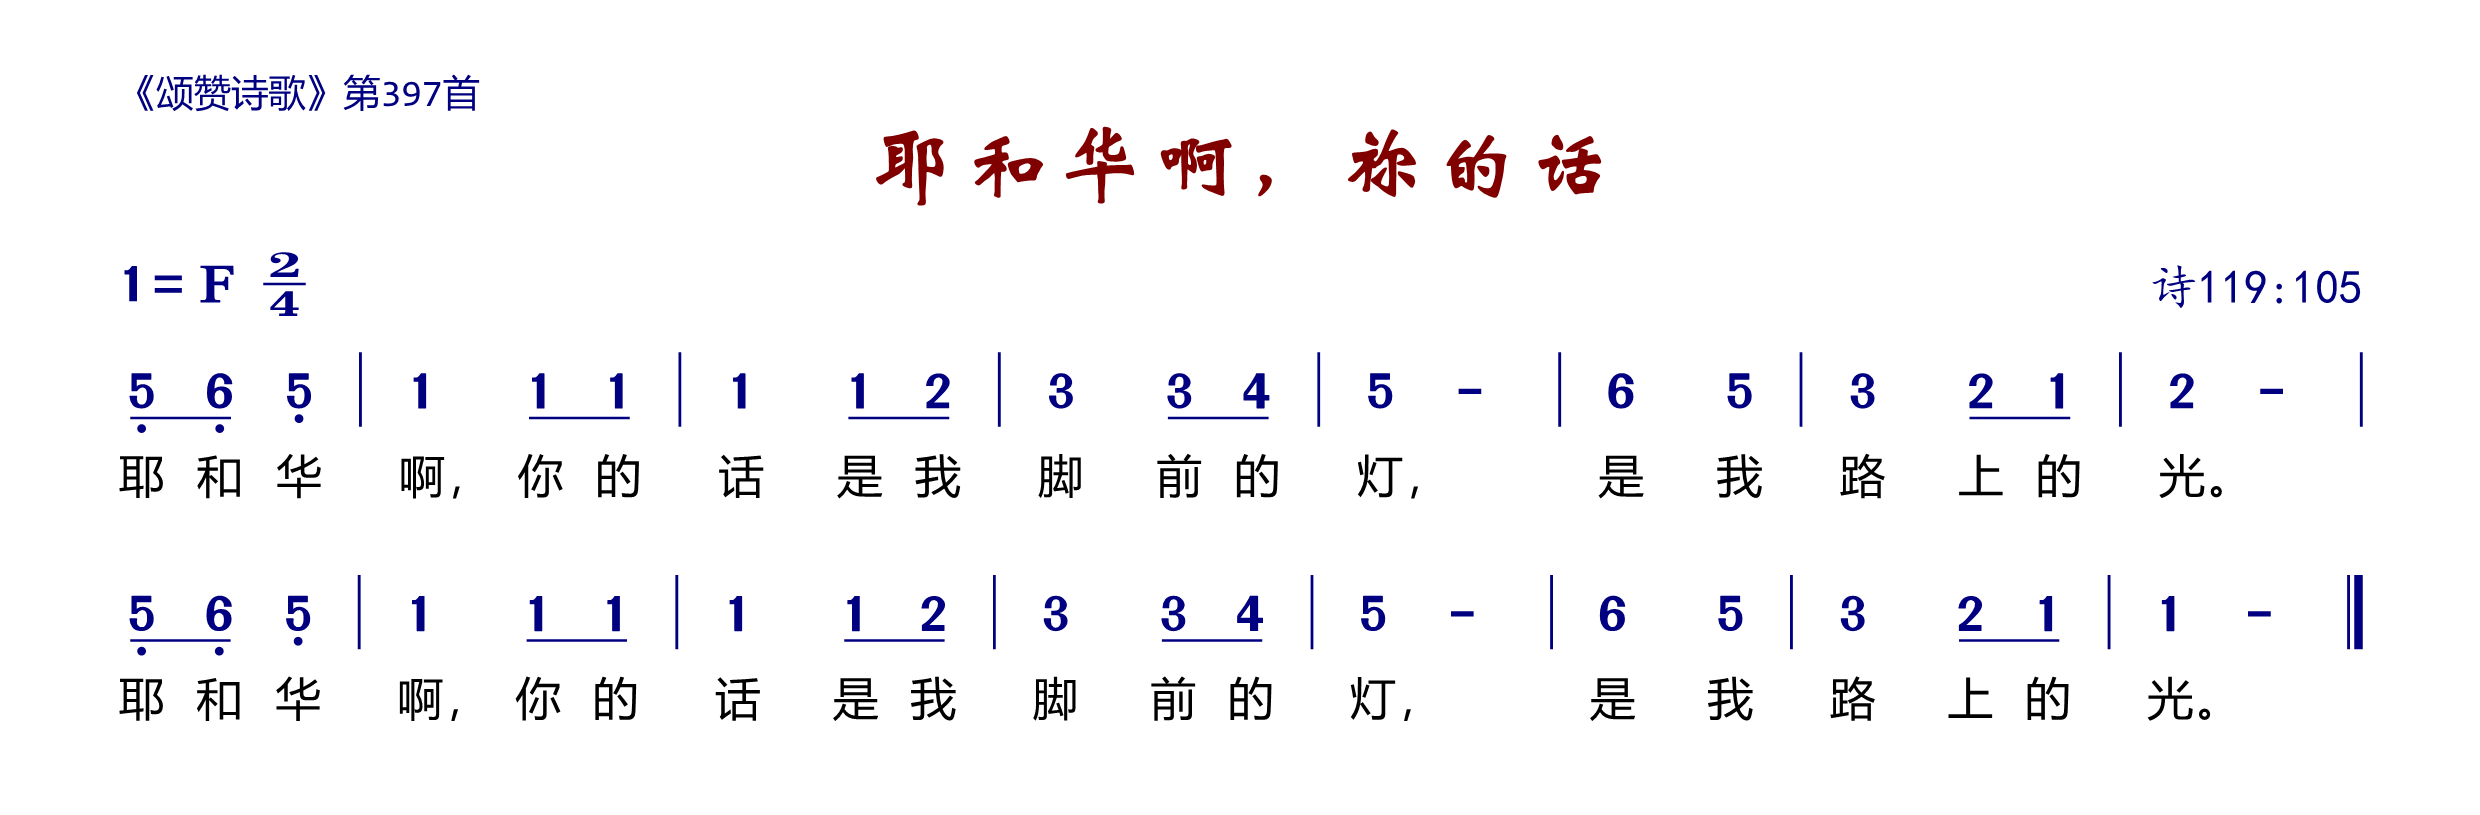 《颂赞诗歌》第397首
耶和华啊，祢的话
1=F 2/4
诗119:105
5 6 5 | 1 1 1 | 1 1 2 | 3 3 4 | 5 - | 6 5 | 3 2 1 | 2 - |
耶和华啊，你的话是我脚前的灯，是我路上的光。
5 6 5 | 1 1 1 | 1 1 2 | 3 3 4 | 5 - | 6 5 | 3 2 1 | 1 - ‖
耶和华啊，你的话是我脚前的灯，是我路上的光。